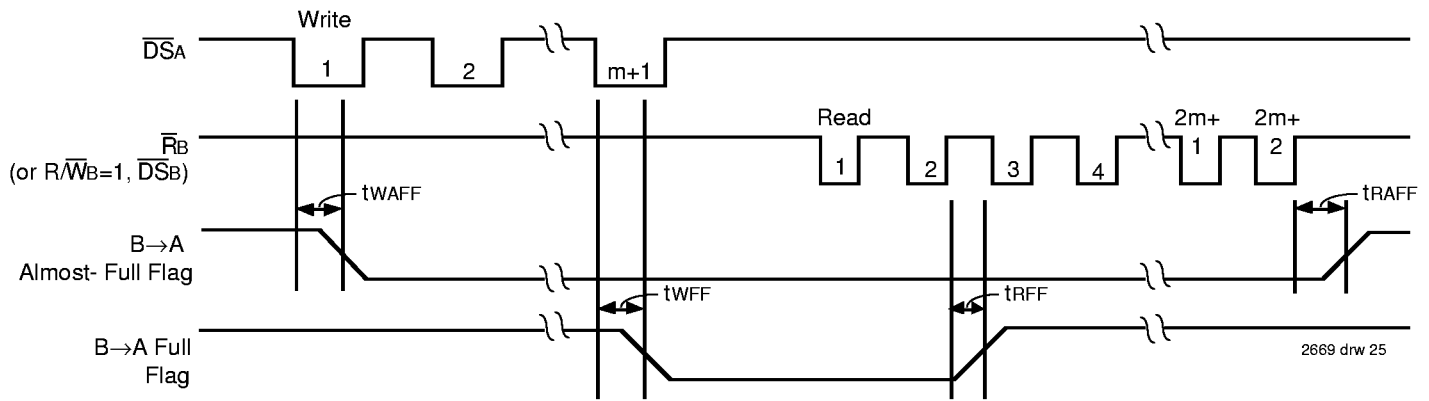 Write
DSA
1
2
m+1
Read
2m+
1
2m+
2
RB
(or R/WB=1, DSB)
1
2
3
4
tWAFF
tRAFF
B→A
Almost- Full Flag
tWFF
tRFF
B→A Full
Flag
2669 drw 25